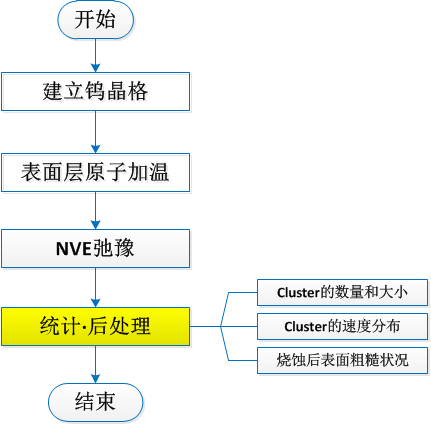 开始
建立钨晶格
表面层原子加温
NVE弛豫
统计·后处理
Cluster的数量和大小
Cluster的速度分布
烧蚀后表面粗糙状况
结束